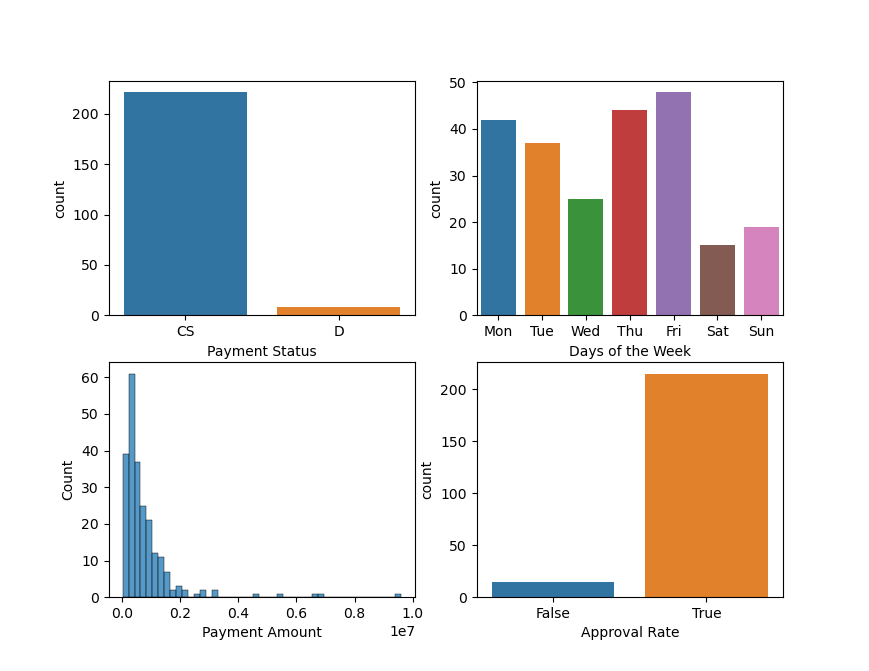 200
150
100
50
0
count
CS D
Payment Status
50
40
30
20
10
0
count
Mon Tue Wed Thu Fri Sat Sun
Days of the Week
60
50
40
30
20
10
0
Count
0.0 0.2 0.4 0.6 0.8 1.0
1e7
Payment Amount
200
150
100
50
0
count
False True
Approval Rate